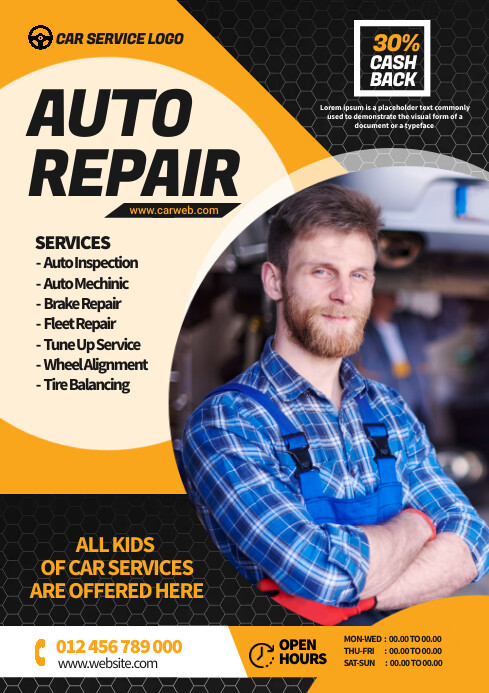 CAR SERVICE LOGO
30%
CASH
BACK
Lorem ipsum is a placeholder text commonly
used to demonstrate the visual form of a
document or a typeface
AUTO
REPAIR
www.carweb.com
SERVICES
- Auto Inspection
- Auto Mechinic
- Brake Repair
- Fleet Repair
- Tune Up Service
- Wheel Alignment
- Tire Balancing
ALL KIDS
OF CAR SERVICES
ARE OFFERED HERE
012 456 789 000
www.website.com
OPEN
HOURS
MON-WED : 00.00 TO 00.00
THU-FRI : 00.00 TO 00.00
SAT-SUN : 00.00 TO 00.00